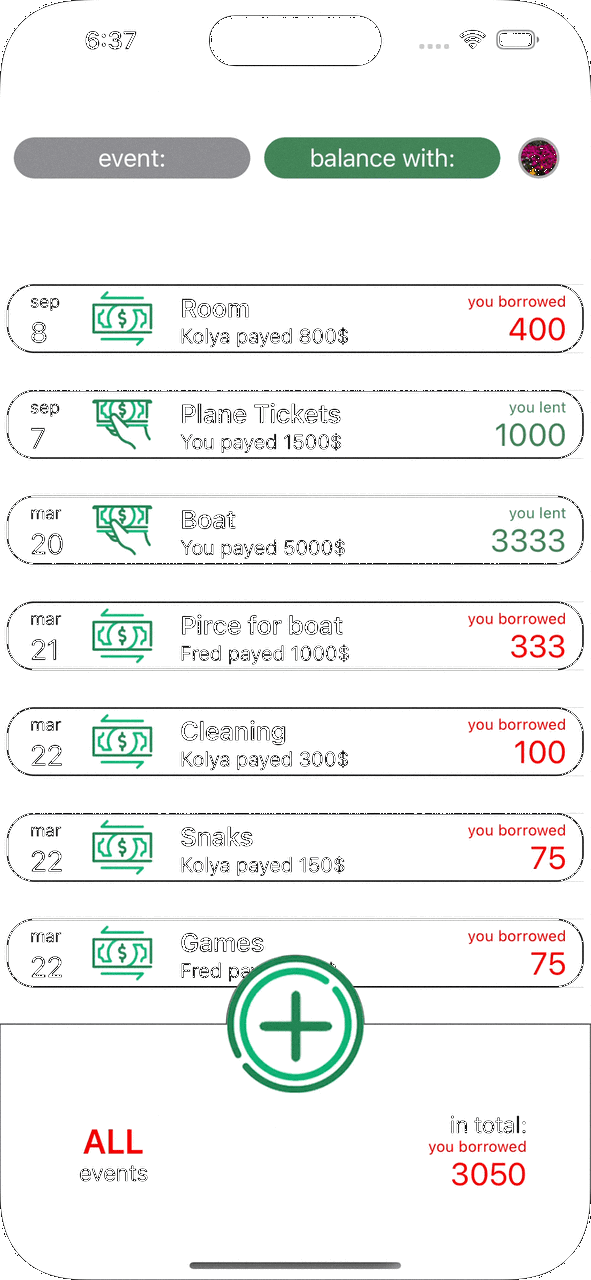 6:37
event: balance with:
sep
8
Room
Kolya payed 800$
you borrowed
400
sep
7
Plane Tickets
You payed 1500$
you lent
1000
mar
20
Boat
You payed 5000$
you lent
3333
mar
21
Pirce for boat
Fred payed 1000$
you borrowed
333
mar
22
Cleaning
Kolya payed 300$
you borrowed
100
mar
22
Snaks
Kolya payed 150$
you borrowed
75
mar
22
Games
Fred
you borrowed
75
ALL
events
in total:
you borrowed
3050